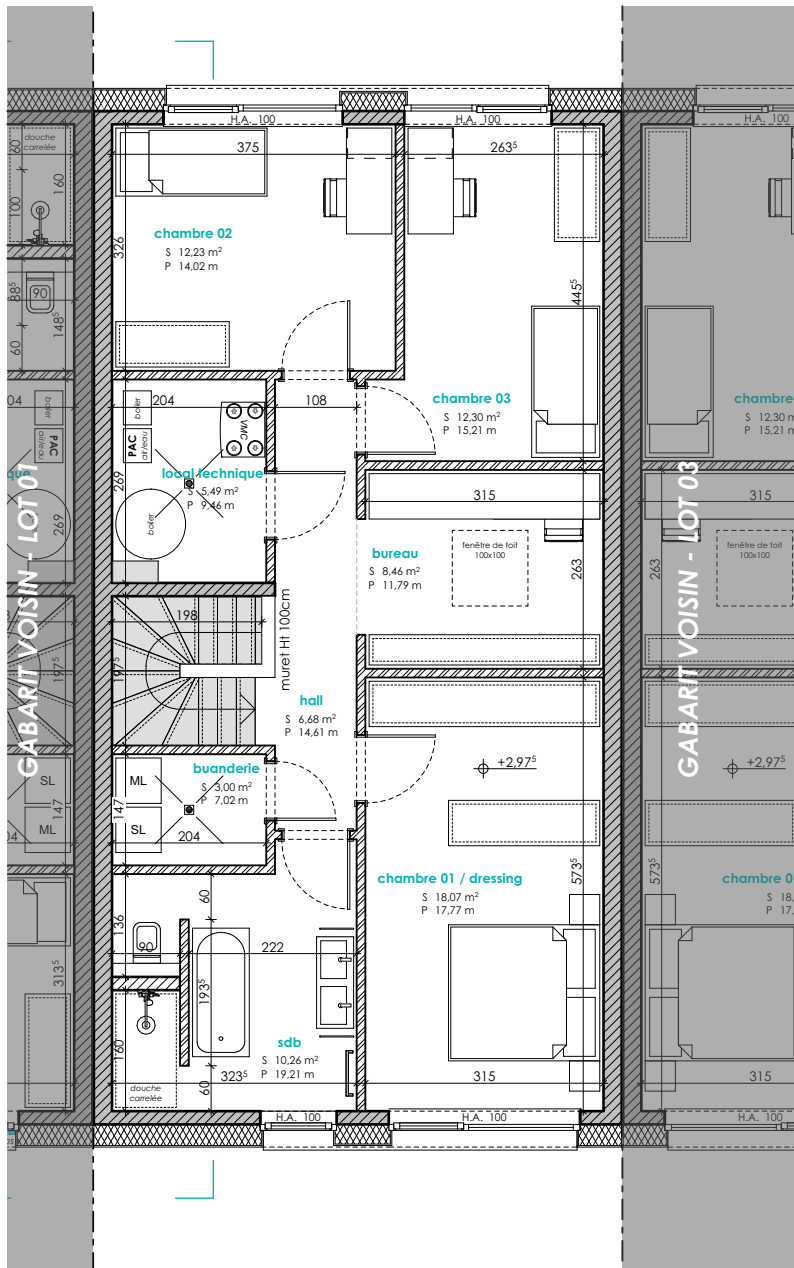 H.A. 100
H.A. 100
H.A. 100
douche
carrelée
60
160
100
375
263⁵
chambre 02
S 12,23 m²
P 14,02 m
326
445⁵
90
88⁵
148⁵
60
04
204
108
chambre 03
S 12,30 m²
P 15,21 m
chambre
S 12,30 m
P 15,21 m
boiler
PAC
air/eau
VMC
boiler
PAC
air/eau
local technique
S 5,49 m²
P 9,46 m
269
boiler
que
269
315
315
bureau
S 8,46 m²
P 11,79 m
fenêtre de toit
100x100
263
fenêtre de toit
100x100
263
GABARIT VOISIN - LOT 01
GABARIT VOISIN - LOT 03
198
197⁵
197⁵
muret Ht 100cm
hall
S 6,68 m²
P 14,61 m
buanderie
S 3,00 m²
P 7,02 m
ML
SL
147
204
SL
ML
147
04
+2,97⁵
+2,97⁵
chambre 01 / dressing
S 18,07 m²
P 17,77 m
573⁵
573⁵
chambre 0
S 18,
P 17,
60
136
90
222
193⁵
313⁵
sdb
S 10,26 m²
P 19,21 m
90
160
60
323⁵
315
315
douche
carrelée
H.A. 100
H.A. 100
H.A. 100